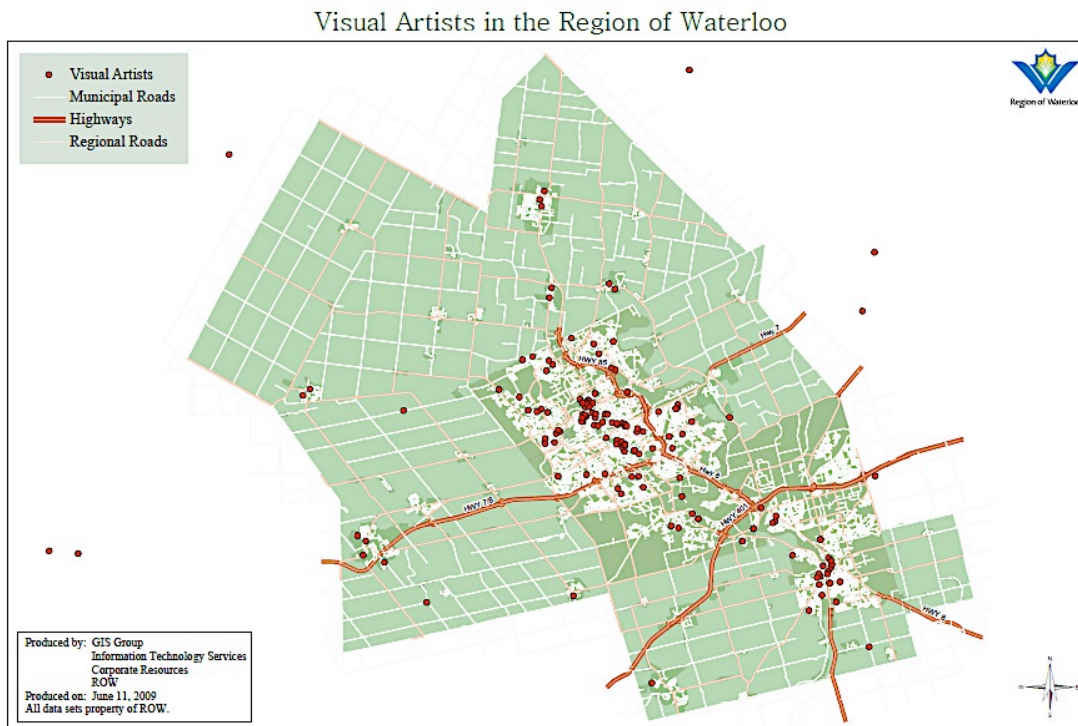 Visual Artists in the Region of Waterloo
Visual Artists
Municipal Roads
Highways
Regional Roads
Region of Waterloo
HWY 7
HWY 85
Hwy 8
HWY 7/8
HWY 401
HWY 8
N
W
E
S
Produced by: GIS Group
Information Technology Services
Corporate Resources
ROW
Produced on: June 11, 2009
All data sets property of ROW.